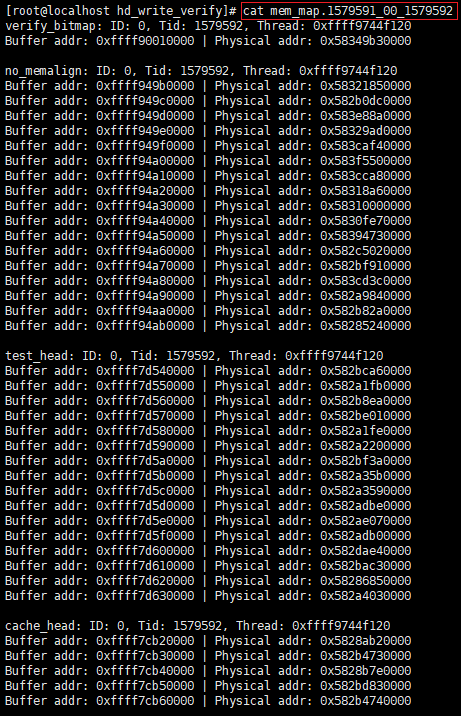 [root@localhost hd_write_verify]# cat mem_map.1579591_00_1579592
verify_bitmap: ID: 0, Tid: 1579592, Thread: 0xffff9744f120
Buffer addr: 0xffff90010000 | Physical addr: 0x58349b30000

no_memalign: ID: 0, Tid: 1579592, Thread: 0xffff9744f120
Buffer addr: 0xffff949b0000 | Physical addr: 0x58321850000
Buffer addr: 0xffff949c0000 | Physical addr: 0x582b0dc0000
Buffer addr: 0xffff949d0000 | Physical addr: 0x583e88a0000
Buffer addr: 0xffff949e0000 | Physical addr: 0x58329ad0000
Buffer addr: 0xffff949f0000 | Physical addr: 0x583caf40000
Buffer addr: 0xffff94a00000 | Physical addr: 0x583f5500000
Buffer addr: 0xffff94a10000 | Physical addr: 0x583cca80000
Buffer addr: 0xffff94a20000 | Physical addr: 0x58318a60000
Buffer addr: 0xffff94a30000 | Physical addr: 0x58310000000
Buffer addr: 0xffff94a40000 | Physical addr: 0x5830fe70000
Buffer addr: 0xffff94a50000 | Physical addr: 0x58394730000
Buffer addr: 0xffff94a60000 | Physical addr: 0x582c5020000
Buffer addr: 0xffff94a70000 | Physical addr: 0x582bf910000
Buffer addr: 0xffff94a80000 | Physical addr: 0x583cd3c0000
Buffer addr: 0xffff94a90000 | Physical addr: 0x582a9840000
Buffer addr: 0xffff94aa0000 | Physical addr: 0x582b82a0000
Buffer addr: 0xffff94ab0000 | Physical addr: 0x58285240000

test_head: ID: 0, Tid: 1579592, Thread: 0xffff9744f120
Buffer addr: 0xffff7d540000 | Physical addr: 0x582bca60000
Buffer addr: 0xffff7d550000 | Physical addr: 0x582a1fb0000
Buffer addr: 0xffff7d560000 | Physical addr: 0x582b8ea0000
Buffer addr: 0xffff7d570000 | Physical addr: 0x582be010000
Buffer addr: 0xffff7d580000 | Physical addr: 0x582a1fe0000
Buffer addr: 0xffff7d590000 | Physical addr: 0x582a2200000
Buffer addr: 0xffff7d5a0000 | Physical addr: 0x582bf3a0000
Buffer addr: 0xffff7d5b0000 | Physical addr: 0x582a35b0000
Buffer addr: 0xffff7d5c0000 | Physical addr: 0x582a3590000
Buffer addr: 0xffff7d5d0000 | Physical addr: 0x582adbe0000
Buffer addr: 0xffff7d5e0000 | Physical addr: 0x582ae070000
Buffer addr: 0xffff7d5f0000 | Physical addr: 0x582adb00000
Buffer addr: 0xffff7d600000 | Physical addr: 0x582dae40000
Buffer addr: 0xffff7d610000 | Physical addr: 0x582bac30000
Buffer addr: 0xffff7d620000 | Physical addr: 0x58286850000
Buffer addr: 0xffff7d630000 | Physical addr: 0x582a4030000

cache_head: ID: 0, Tid: 1579592, Thread: 0xffff9744f120
Buffer addr: 0xffff7cb20000 | Physical addr: 0x5828ab20000
Buffer addr: 0xffff7cb30000 | Physical addr: 0x582b4730000
Buffer addr: 0xffff7cb40000 | Physical addr: 0x5828b7e0000
Buffer addr: 0xffff7cb50000 | Physical addr: 0x582bd830000
Buffer addr: 0xffff7cb60000 | Physical addr: 0x582b4740000